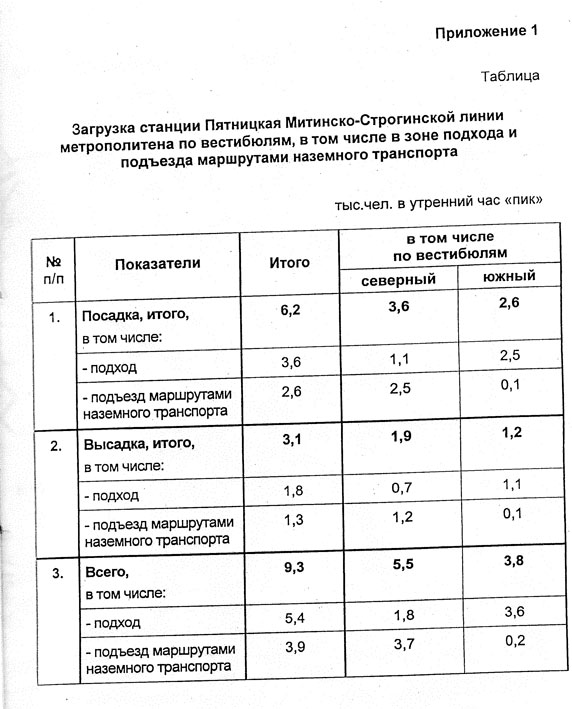 Приложение 1
Таблица
Загрузка станции Пятницкая Митинско-Строгинской линии
метрополитена по вестибюлям, в том числе в зоне подхода и
подъезда маршрутами наземного транспорта
тыс.чел. в утренний час «пик»
№
п/п
Показатели
Итого
в том числе
по вестибюлям
северный
южный
1.
Посадка, итого,
6,2
3,6
2,6
в том числе:
- подход
3,6
1,1
2,5
- подъезд маршрутами
наземного транспорта
2,6
2,5
0,1
2.
Высадка, итого,
3,1
1,9
1,2
в том числе:
- подход
1,8
0,7
1,1
- подъезд маршрутами
наземного транспорта
1,3
1,2
0,1
3.
Всего,
9,3
5,5
3,8
в том числе:
- подход
5,4
1,8
3,6
- подъезд маршрутами
наземного транспорта
3,9
3,7
0,2